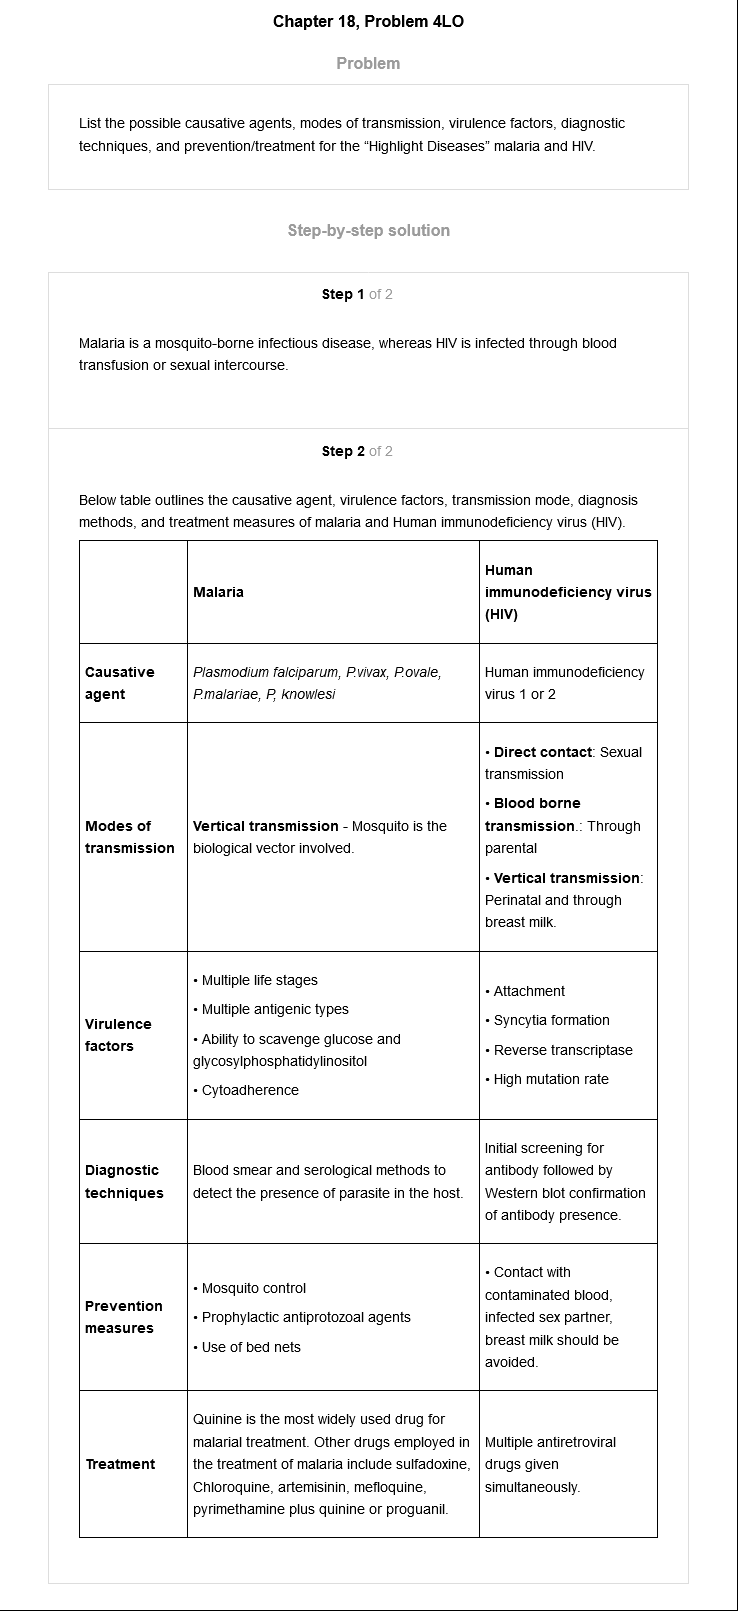 Chapter 18, Problem 4LO
Problem
List the possible causative agents, modes of transmission, virulence factors, diagnostic
techniques, and prevention/treatment for the “Highlight Diseases” malaria and HIV.
Step-by-step solution
Step 1 of 2
Malaria is a mosquito-borne infectious disease, whereas HIV is infected through blood
transfusion or sexual intercourse.
Step 2 of 2
Below table outlines the causative agent, virulence factors, transmission mode, diagnosis
methods, and treatment measures of malaria and Human immunodeficiency virus (HIV).
Malaria
Human
immunodeficiency virus
(HIV)
Causative
agent
Plasmodium falciparum, P.vivax, P.ovale,
P.malariae, P, knowlesi
Human immunodeficiency
virus 1 or 2
Modes of
transmission
Vertical transmission - Mosquito is the
biological vector involved.
• Direct contact: Sexual
transmission
• Blood borne
transmission.: Through
parental
• Vertical transmission:
Perinatal and through
breast milk.
Virulence
factors
• Multiple life stages
• Multiple antigenic types
• Ability to scavenge glucose and
glycosylphosphatidylinositol
• Cytoadherence
• Attachment
• Syncytia formation
• Reverse transcriptase
• High mutation rate
Diagnostic
techniques
Blood smear and serological methods to
detect the presence of parasite in the host.
Initial screening for
antibody followed by
Western blot confirmation
of antibody presence.
Prevention
measures
• Mosquito control
• Prophylactic antiprotozoal agents
• Use of bed nets
• Contact with
contaminated blood,
infected sex partner,
breast milk should be
avoided.
Treatment
Quinine is the most widely used drug for
malarial treatment. Other drugs employed in
the treatment of malaria include sulfadoxine,
Chloroquine, artemisinin, mefloquine,
pyrimethamine plus quinine or proguanil.
Multiple antiretroviral
drugs given
simultaneously.